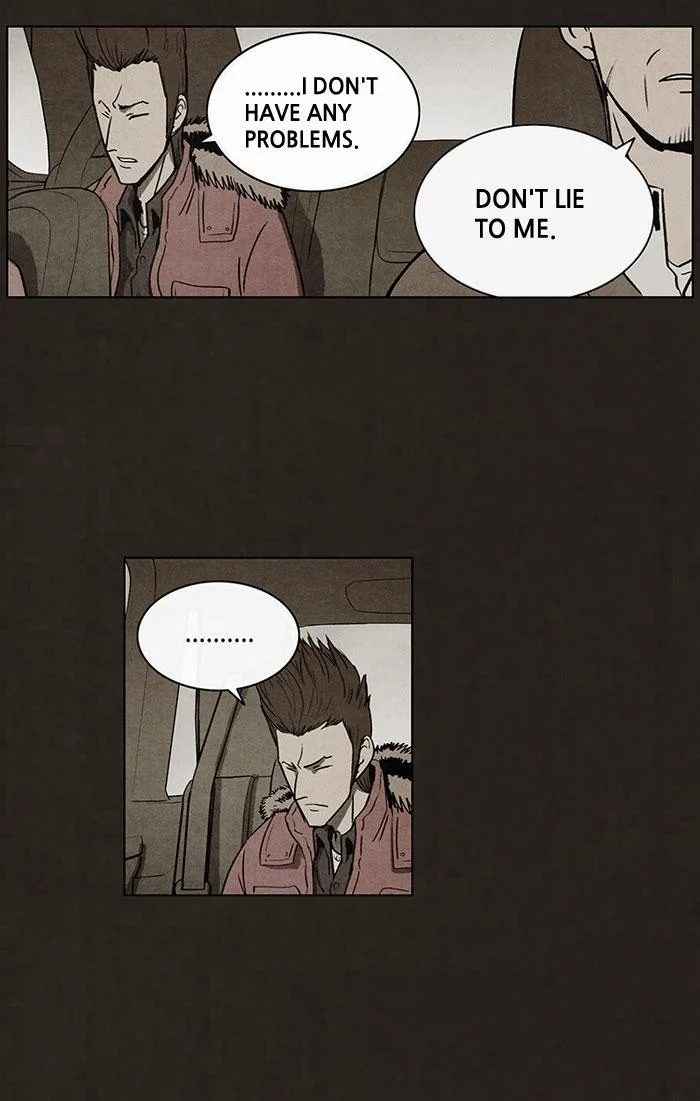 .........I DON'T
HAVE ANY
PROBLEMS.
DON'T LIE
TO ME.
..........